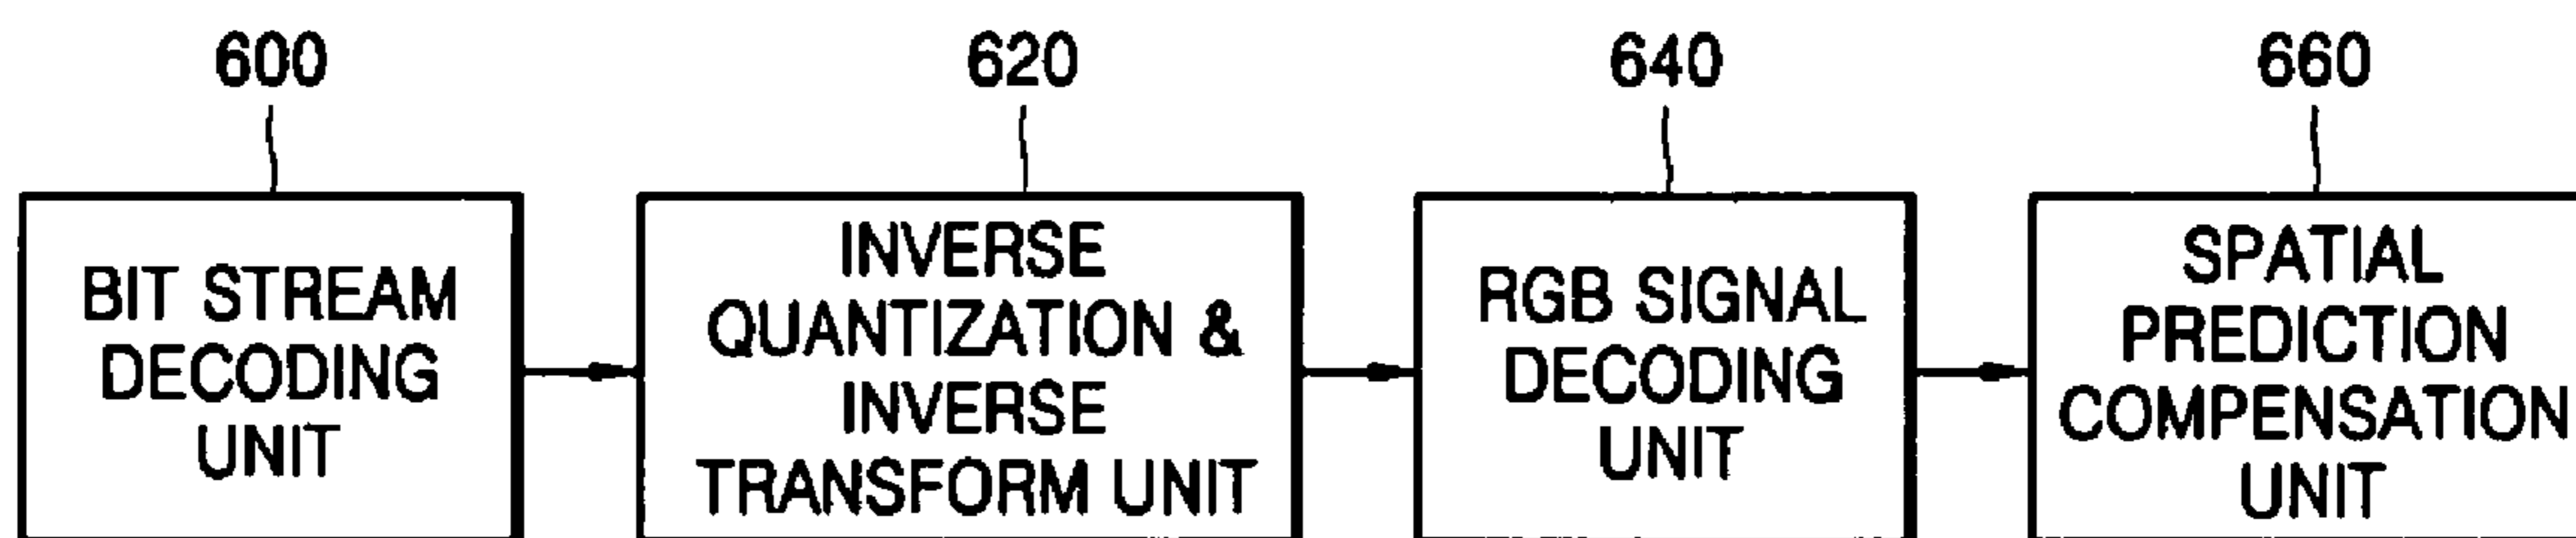 600
620
640
660
BIT STREAM
DECODING
UNIT
INVERSE
QUANTIZATION &
INVERSE
TRANSFORM UNIT
RGB SIGNAL
DECODING
UNIT
SPATIAL
PREDICTION
COMPENSATION
UNIT